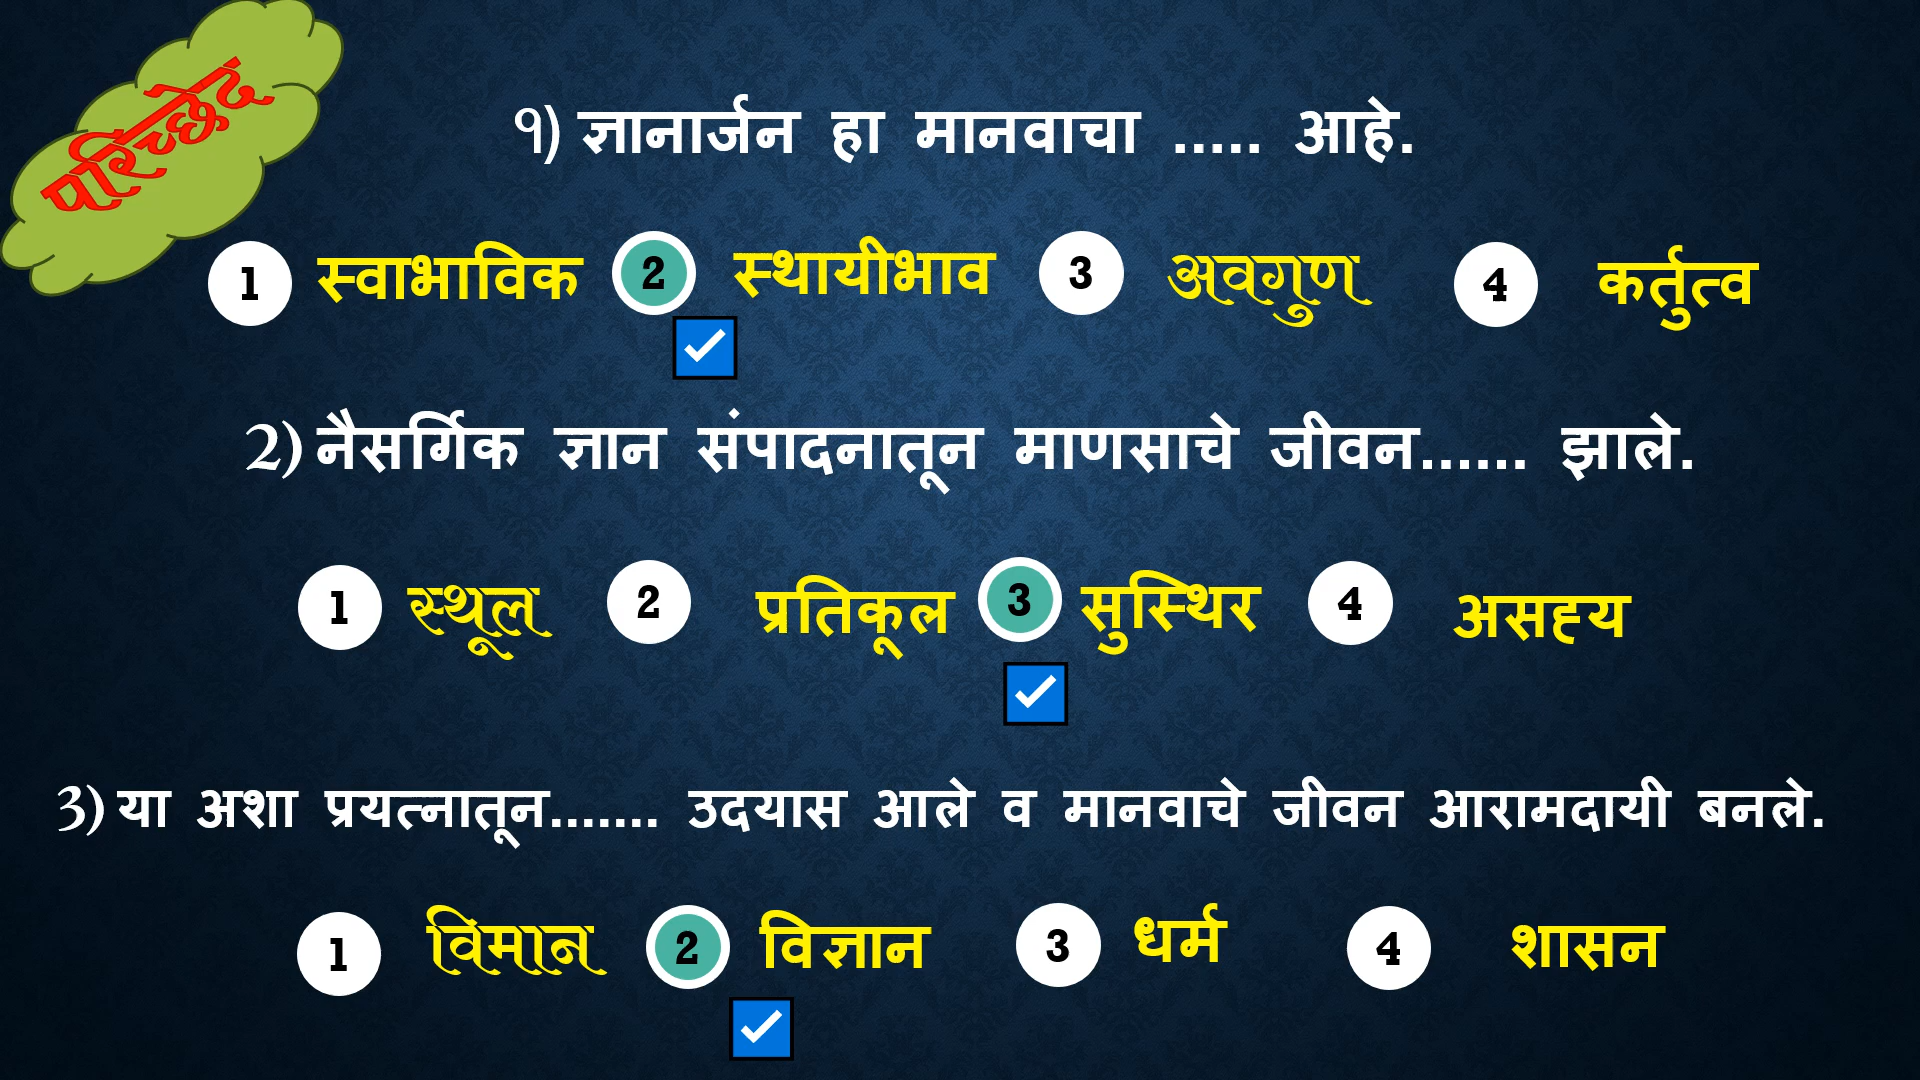 परिच्छेद
१) ज्ञानार्जन हा मानवाचा ..... आहे.
1 स्वाभाविक 2 स्थायीभाव 3 अवगुण 4 कर्तुत्व
2) नैसर्गिक ज्ञान संपादनातून माणसाचे जीवन...... झाले.
1 स्थूल 2 प्रतिकूल 3 सुस्थिर 4 असह्य
3) या अशा प्रयत्नातून....... उदयास आले व मानवाचे जीवन आरामदायी बनले.
1 विमान 2 विज्ञान 3 धर्म 4 शासन